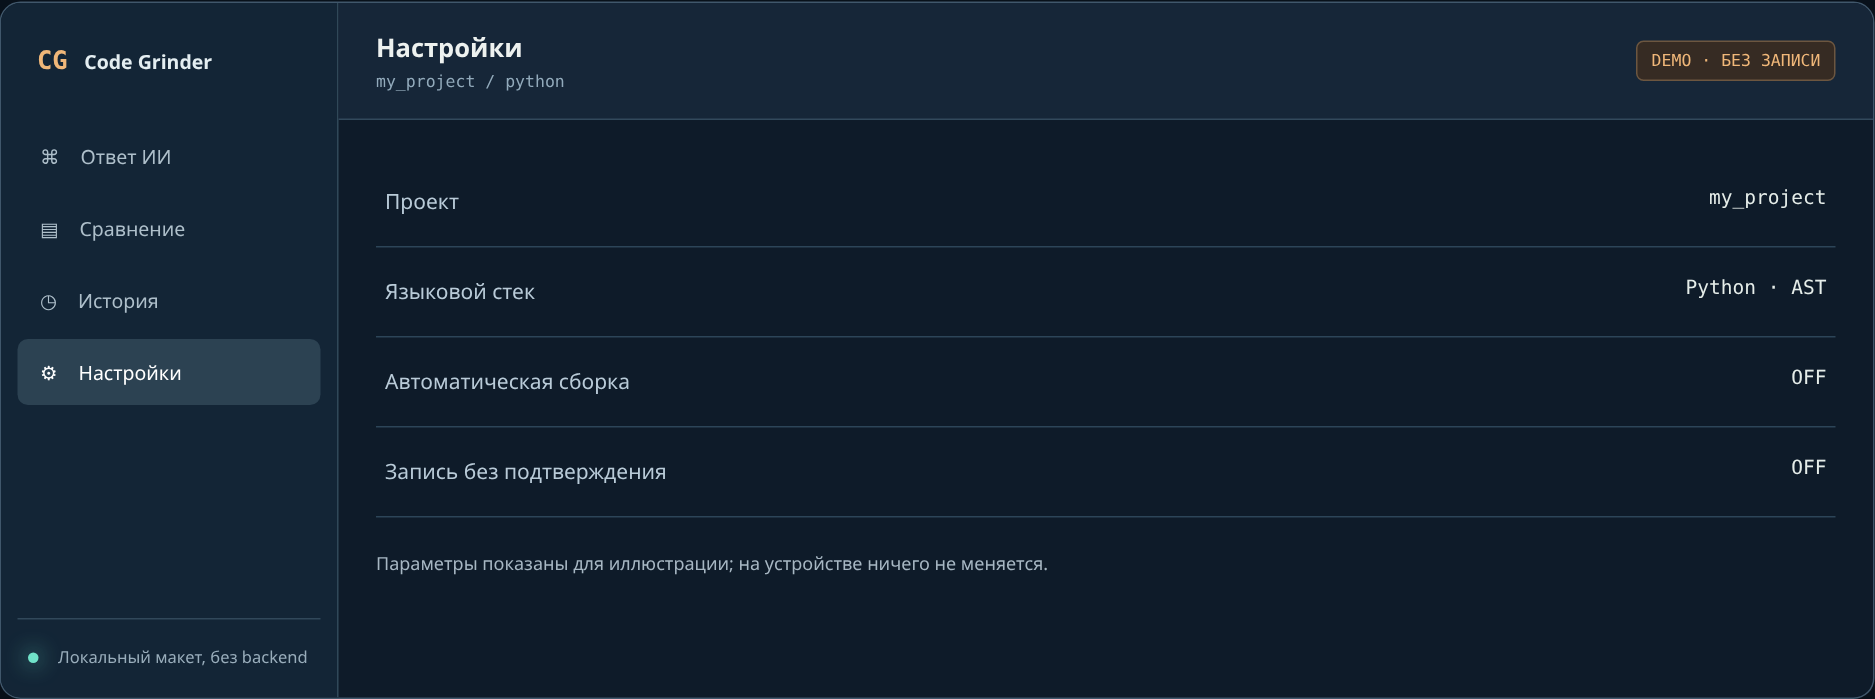 CG Code Grinder
⌘ Ответ ИИ
▤ Сравнение
◷ История
⚙ Настройки
Локальный макет, без backend
Настройки
my_project / python
DEMO · БЕЗ ЗАПИСИ
Проект my_project
Языковой стек Python · AST
Автоматическая сборка OFF
Запись без подтверждения OFF
Параметры показаны для иллюстрации; на устройстве ничего не меняется.